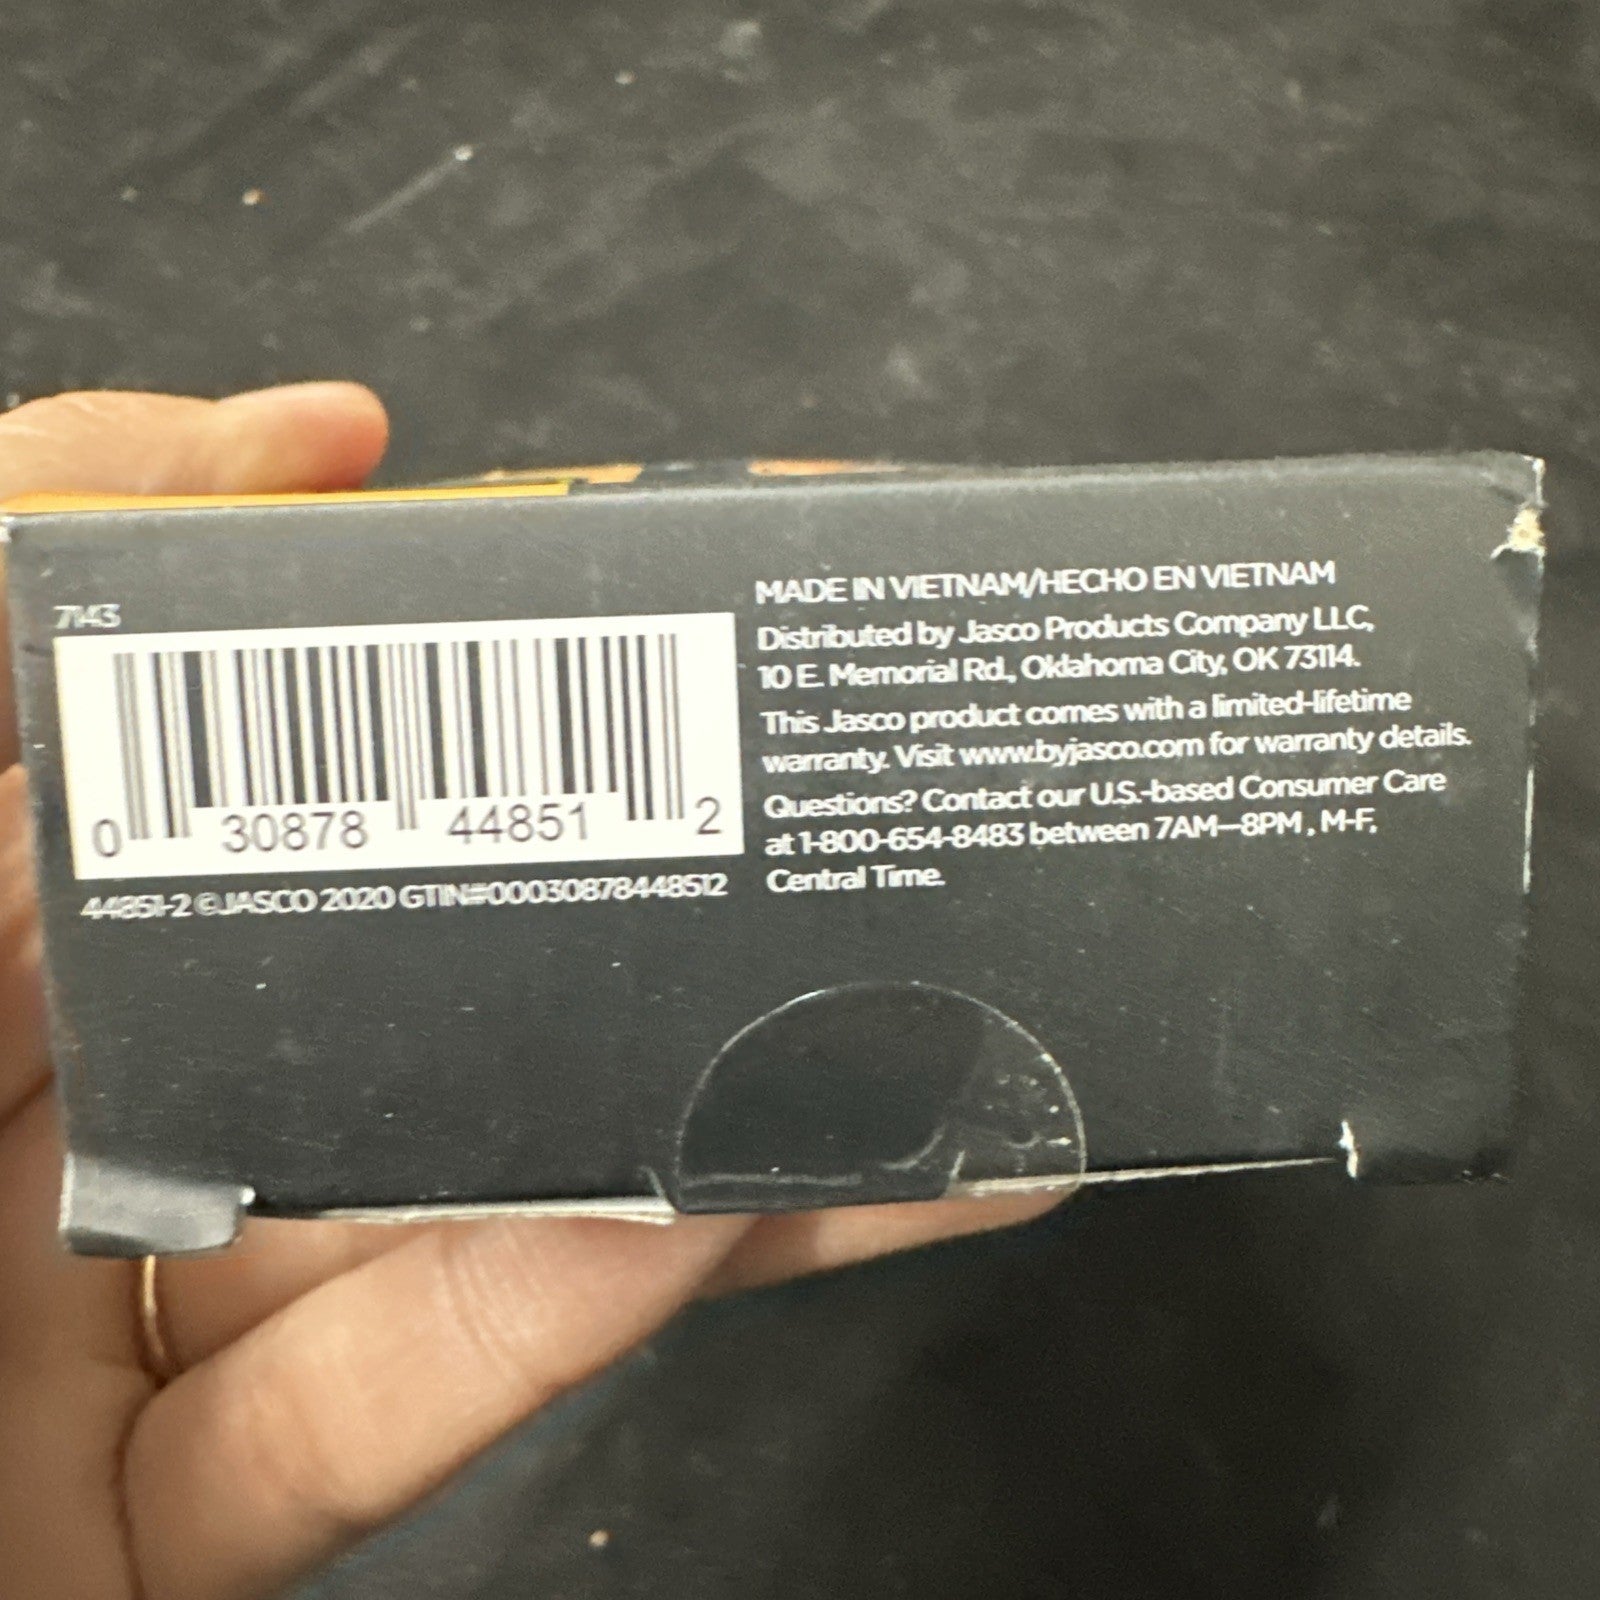 7143
0 30878 44851 2
44851-2 ©JASCO 2020 GTIN#00030878448512
MADE IN VIETNAM/HECHO EN VIETNAM
Distributed by Jasco Products Company LLC,
10 E. Memorial Rd., Oklahoma City, OK 73114.
This Jasco product comes with a limited-lifetime
warranty. Visit www.byjasco.com for warranty details.
Questions? Contact our U.S.-based Consumer Care
at 1-800-654-8483 between 7AM—8PM, M-F,
Central Time.